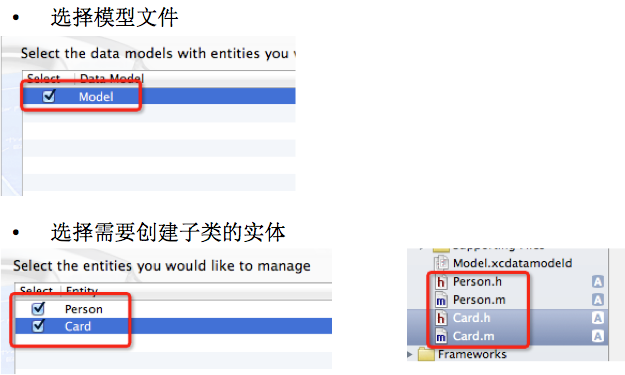 • 选择模型文件
Select the data models with entities you
Select Data Model
Model
• 选择需要创建子类的实体
Select the entities you would like to manage
Select Entity
Person
Card
Supporting Files
Model.xcdatamodeld
h Person.h A
m Person.m A
h Card.h A
m Card.m A
Frameworks